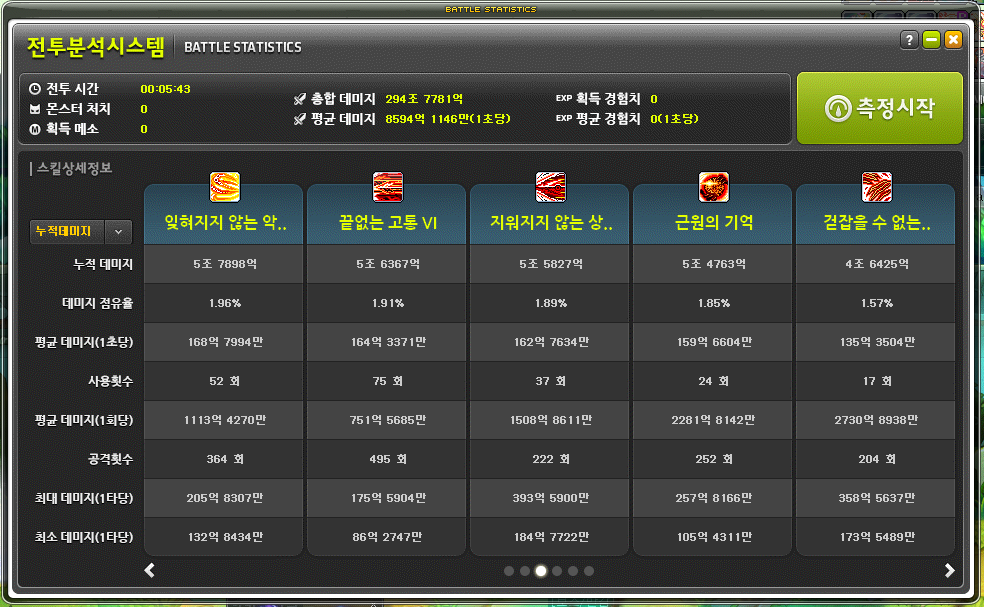 BATTLE STATISTICS
전투분석시스템 BATTLE STATISTICS ?
전투 시간 00:05:43 총합 데미지 294조 7781억 EXP 획득 경험치 0
몬스터 처치 0 평균 데미지 8594억 1146만(1초당) EXP 평균 경험치 0(1초당)
M 획득 메소 0
측정시작
스킬상세정보
잊혀지지 않는 악.. 끝없는 고통 VI 지워지지 않는 상.. 근원의 기억 걷잡을 수 없는..
누적데미지
누적 데미지 5조 7898억 5조 6367억 5조 5827억 5조 4763억 4조 6425억
데미지 점유율 1.96% 1.91% 1.89% 1.85% 1.57%
평균 데미지(1초당) 168억 7994만 164억 3371만 162억 7634만 159억 6604만 135억 3504만
사용횟수 52 회 75 회 37 회 24 회 17 회
평균 데미지(1회당) 1113억 4270만 751억 5685만 1508억 8611만 2281억 8142만 2730억 8938만
공격횟수 364 회 495 회 222 회 252 회 204 회
최대 데미지(1타당) 205억 8307만 175억 5904만 393억 5900만 257억 8166만 358억 5637만
최소 데미지(1타당) 132억 8434만 86억 2747만 184억 7722만 105억 4311만 173억 5489만